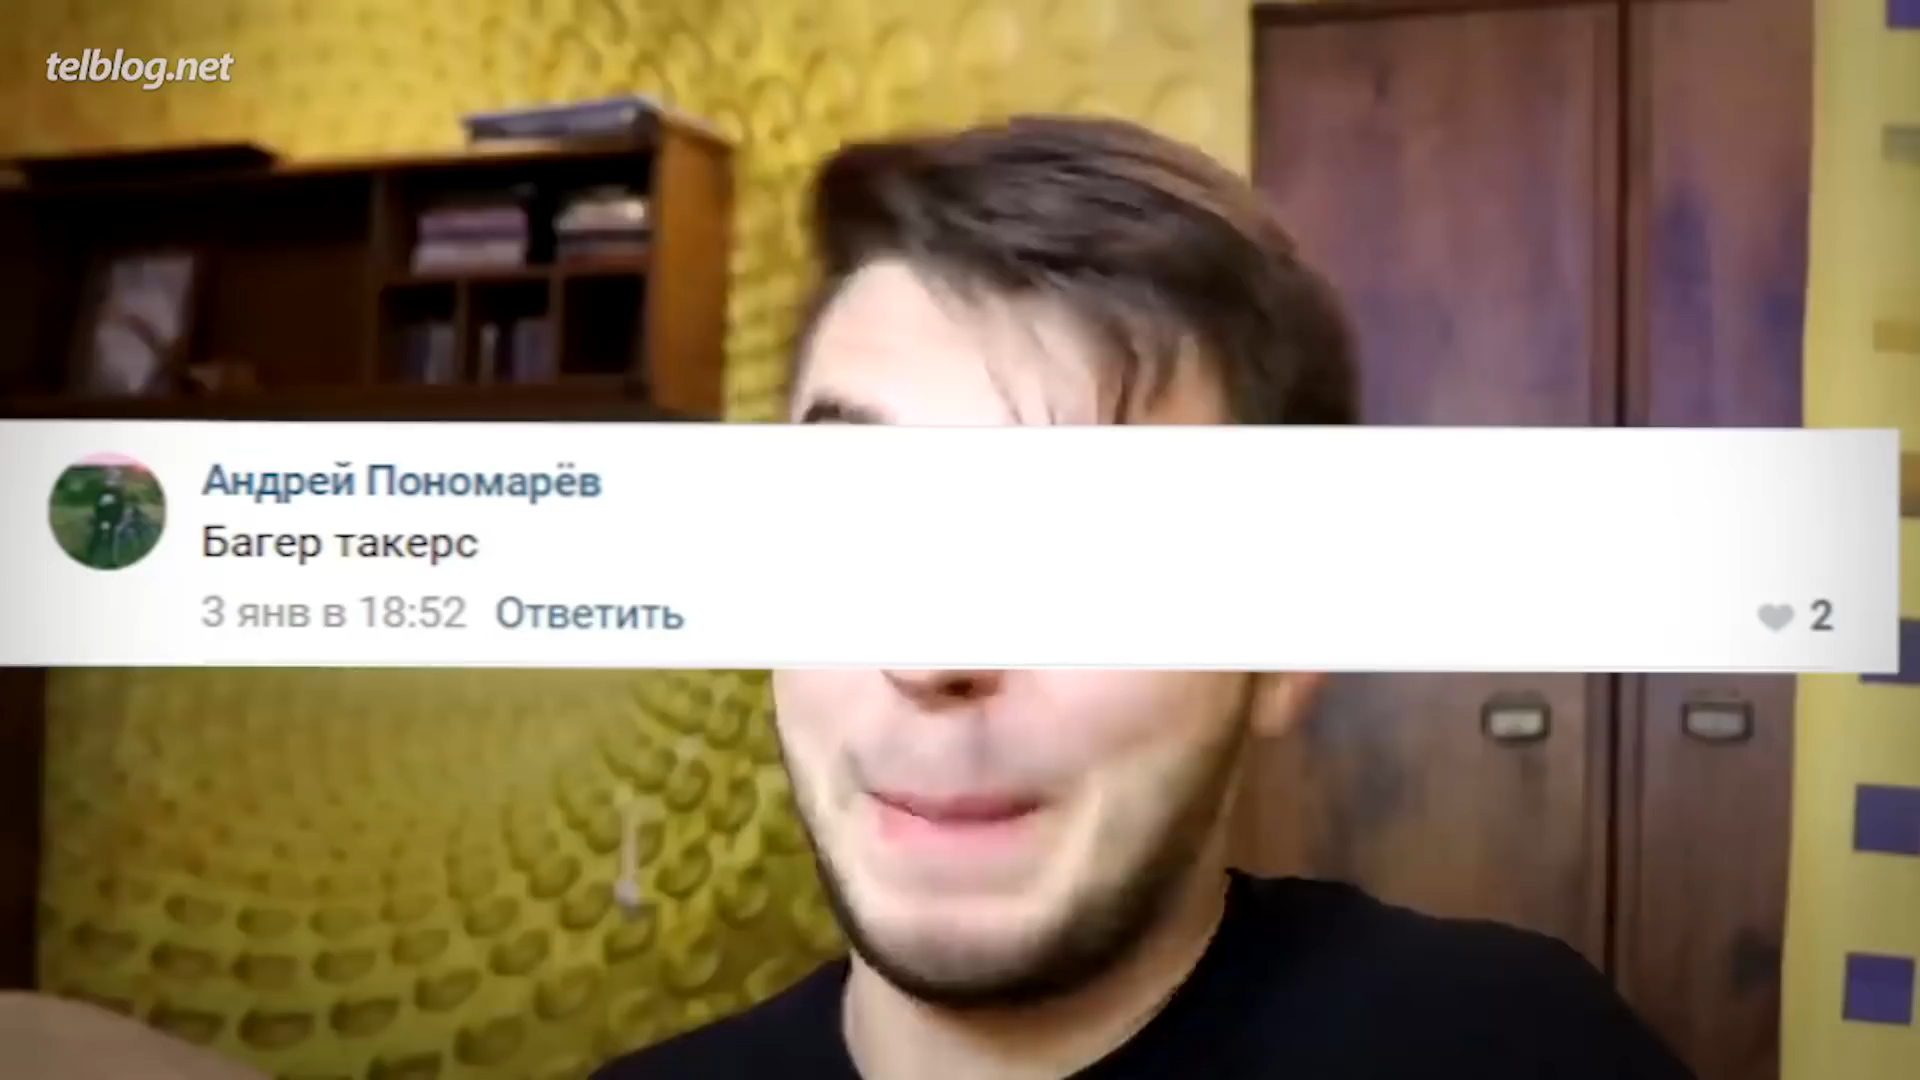 telblog.net
Андрей Пономарёв
Багер такерс
3 янв в 18:52 Ответить
2